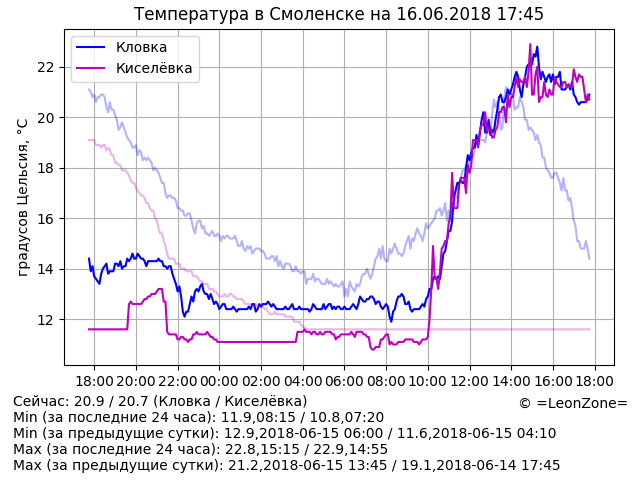 Температура в Смоленске на 16.06.2018 17:45
Кловка
Киселёвка
градусов Цельсия, °C
22
20
18
16
14
12
18:00 20:00 22:00 00:00 02:00 04:00 06:00 08:00 10:00 12:00 14:00 16:00 18:00
Сейчас: 20.9 / 20.7 (Кловка / Киселёвка)
© =LeonZone=
Min (за последние 24 часа): 11.9,08:15 / 10.8,07:20
Min (за предыдущие сутки): 12.9,2018-06-15 06:00 / 11.6,2018-06-15 04:10
Max (за последние 24 часа): 22.8,15:15 / 22.9,14:55
Max (за предыдущие сутки): 21.2,2018-06-15 13:45 / 19.1,2018-06-14 17:45